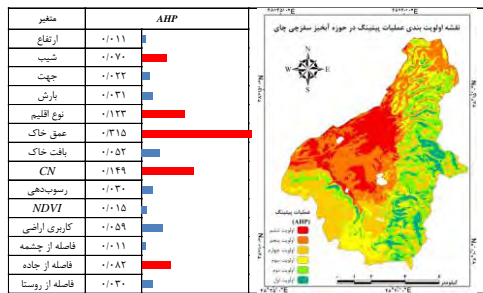 متغیر AHP
ارتفاع ۰/۰۱۱
شیب ۰/۰۷۰
جهت ۰/۰۲۲
بارش ۰/۰۳۱
نوع اقلیم ۰/۱۲۳
عمق خاک ۰/۳۱۵
بافت خاک ۰/۰۵۲
CN ۰/۱۴۹
رسوب‌دهی ۰/۰۳۰
NDVI ۰/۰۱۵
کاربری اراضی ۰/۰۵۹
فاصله از چشمه ۰/۰۱۱
فاصله از جاده ۰/۰۸۲
فاصله از روستا ۰/۰۳۰
نقشه اولویت بندی عملیات پیتینگ در حوزه آبخیز سقزچی چای
N
W E
S
عملیات پیتینگ
(AHP)
اولویت ششم
اولویت پنجم
اولویت چهارم
اولویت سوم
اولویت دوم
اولویت اول
کیلومتر